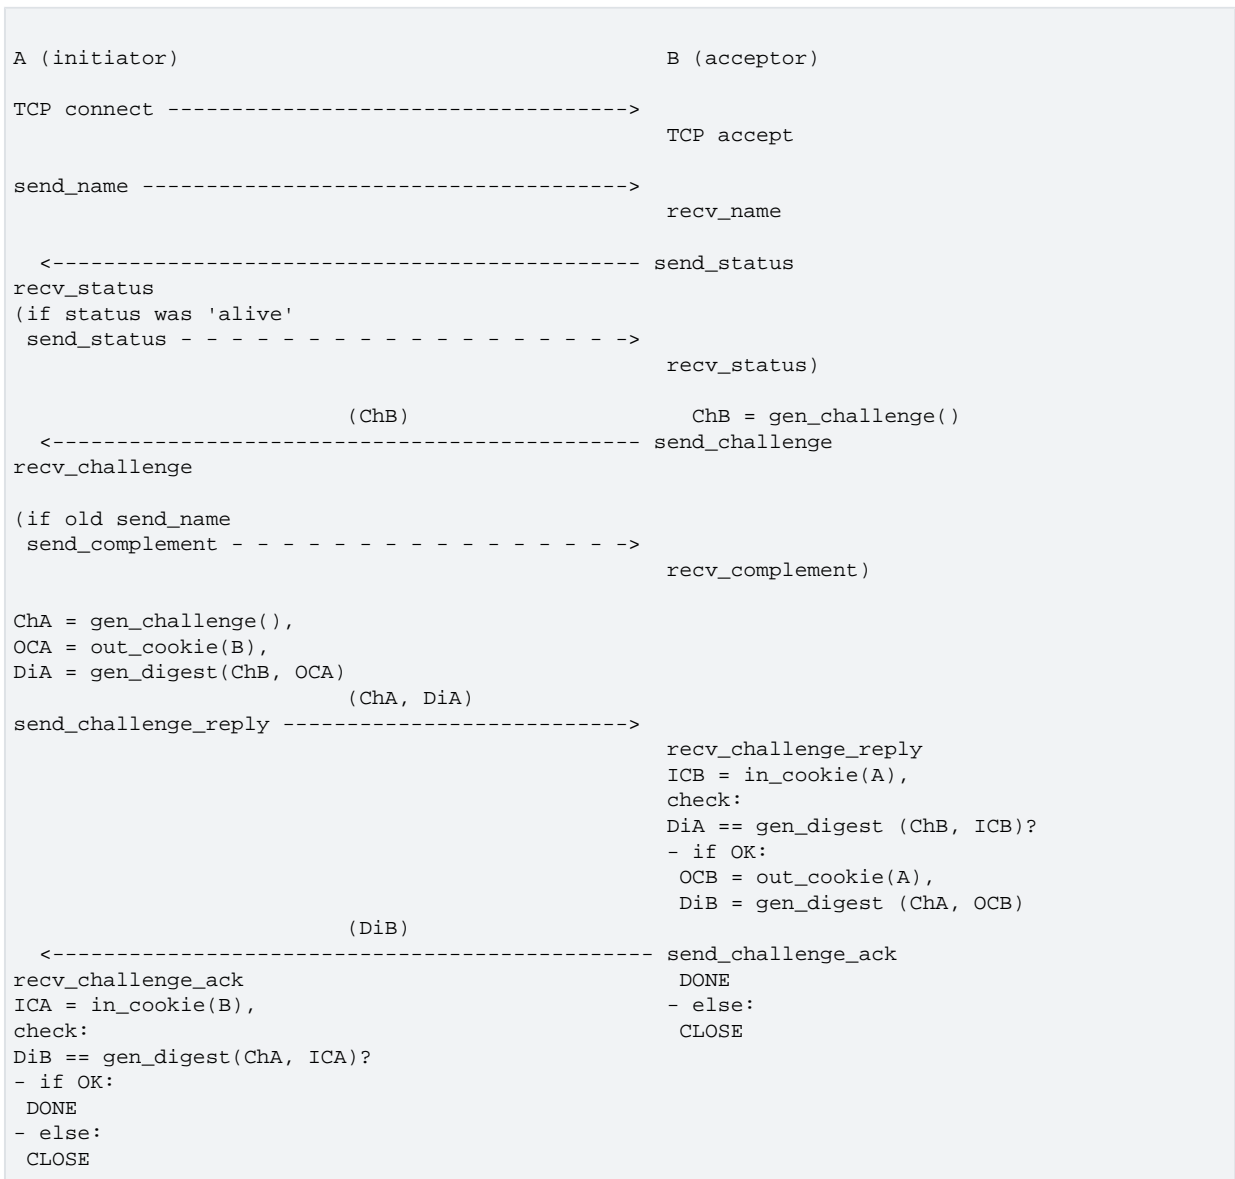 A (initiator)                                      B (acceptor)
TCP connect ------------------------------------>
                                                   TCP accept
send_name -------------------------------------->
                                                   recv_name
  <---------------------------------------------- send_status
recv_status
(if status was 'alive'
 send_status - - - - - - - - - - - - - - - - - ->
                                                   recv_status)
                          (ChB)                      ChB = gen_challenge()
  <---------------------------------------------- send_challenge
recv_challenge
(if old send_name
 send_complement - - - - - - - - - - - - - - - ->
                                                   recv_complement)
ChA = gen_challenge(),
OCA = out_cookie(B),
DiA = gen_digest(ChB, OCA)
                          (ChA, DiA)
send_challenge_reply --------------------------->
                                                   recv_challenge_reply
                                                   ICB = in_cookie(A),
                                                   check:
                                                   DiA == gen_digest (ChB, ICB)?
                                                   - if OK:
                                                    OCB = out_cookie(A),
                                                    DiB = gen_digest (ChA, OCB)
                          (DiB)
  <----------------------------------------------- send_challenge_ack
recv_challenge_ack                                  DONE
ICA = in_cookie(B),                                - else:
check:                                              CLOSE
DiB == gen_digest(ChA, ICA)?
- if OK:
 DONE
- else:
 CLOSE